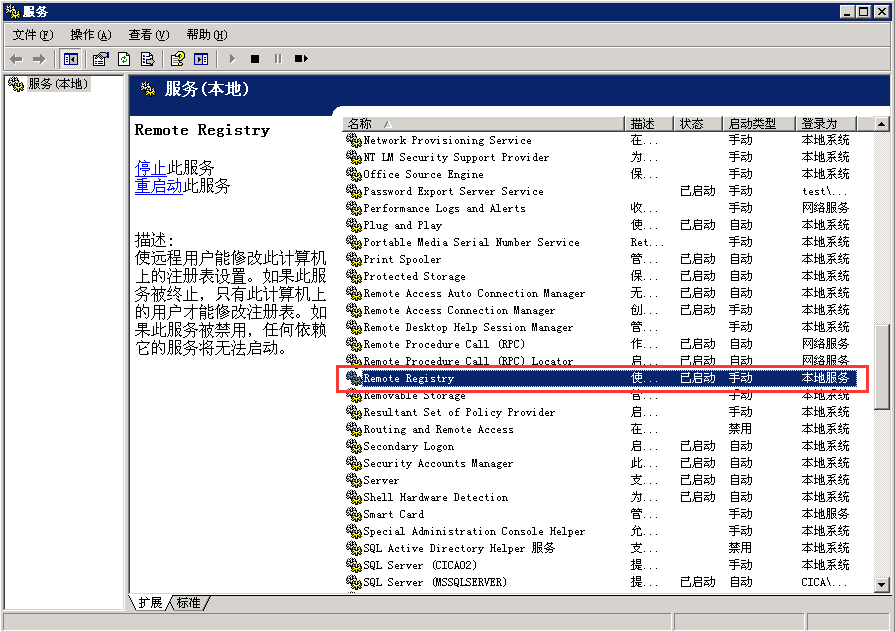 服务
文件(F) 操作(A) 查看(V) 帮助(H)
服务(本地)
服务(本地)
Remote Registry
停止此服务
重启动此服务
描述:
使远程用户能修改此计算机
上的注册表设置。如果此服
务被终止，只有此计算机上
的用户才能修改注册表。如
果此服务被禁用，任何依赖
它的服务将无法启动。
名称 描述 状态 启动类型 登录为
Network Provisioning Service 在... 手动 本地系统
NT LM Security Support Provider 为... 手动 本地系统
Office Source Engine 保... 手动 本地系统
Password Export Server Service 已启动 手动 test\...
Performance Logs and Alerts 收... 手动 网络服务
Plug and Play 使... 已启动 自动 本地系统
Portable Media Serial Number Service Ret... 手动 本地系统
Print Spooler 管... 已启动 自动 本地系统
Protected Storage 保... 已启动 自动 本地系统
Remote Access Auto Connection Manager 无... 已启动 手动 本地系统
Remote Access Connection Manager 创... 已启动 手动 本地系统
Remote Desktop Help Session Manager 管... 手动 本地系统
Remote Procedure Call (RPC) 作... 已启动 自动 网络服务
Remote Procedure Call (RPC) Locator 启... 已启动 自动 网络服务
Remote Registry 使... 已启动 手动 本地服务
Removable Storage 管... 手动 本地系统
Resultant Set of Policy Provider 启... 手动 本地系统
Routing and Remote Access 在... 禁用 本地系统
Secondary Logon 启... 已启动 自动 本地系统
Security Accounts Manager 此... 已启动 自动 本地系统
Server 支... 已启动 自动 本地系统
Shell Hardware Detection 为... 已启动 自动 本地系统
Smart Card 管... 手动 本地服务
Special Administration Console Helper 允... 手动 本地系统
SQL Active Directory Helper 服务 支... 禁用 本地系统
SQL Server (CICAO2) 提... 手动 本地系统
SQL Server (MSSQLSERVER) 提... 已启动 自动 CICA\...
扩展 标准